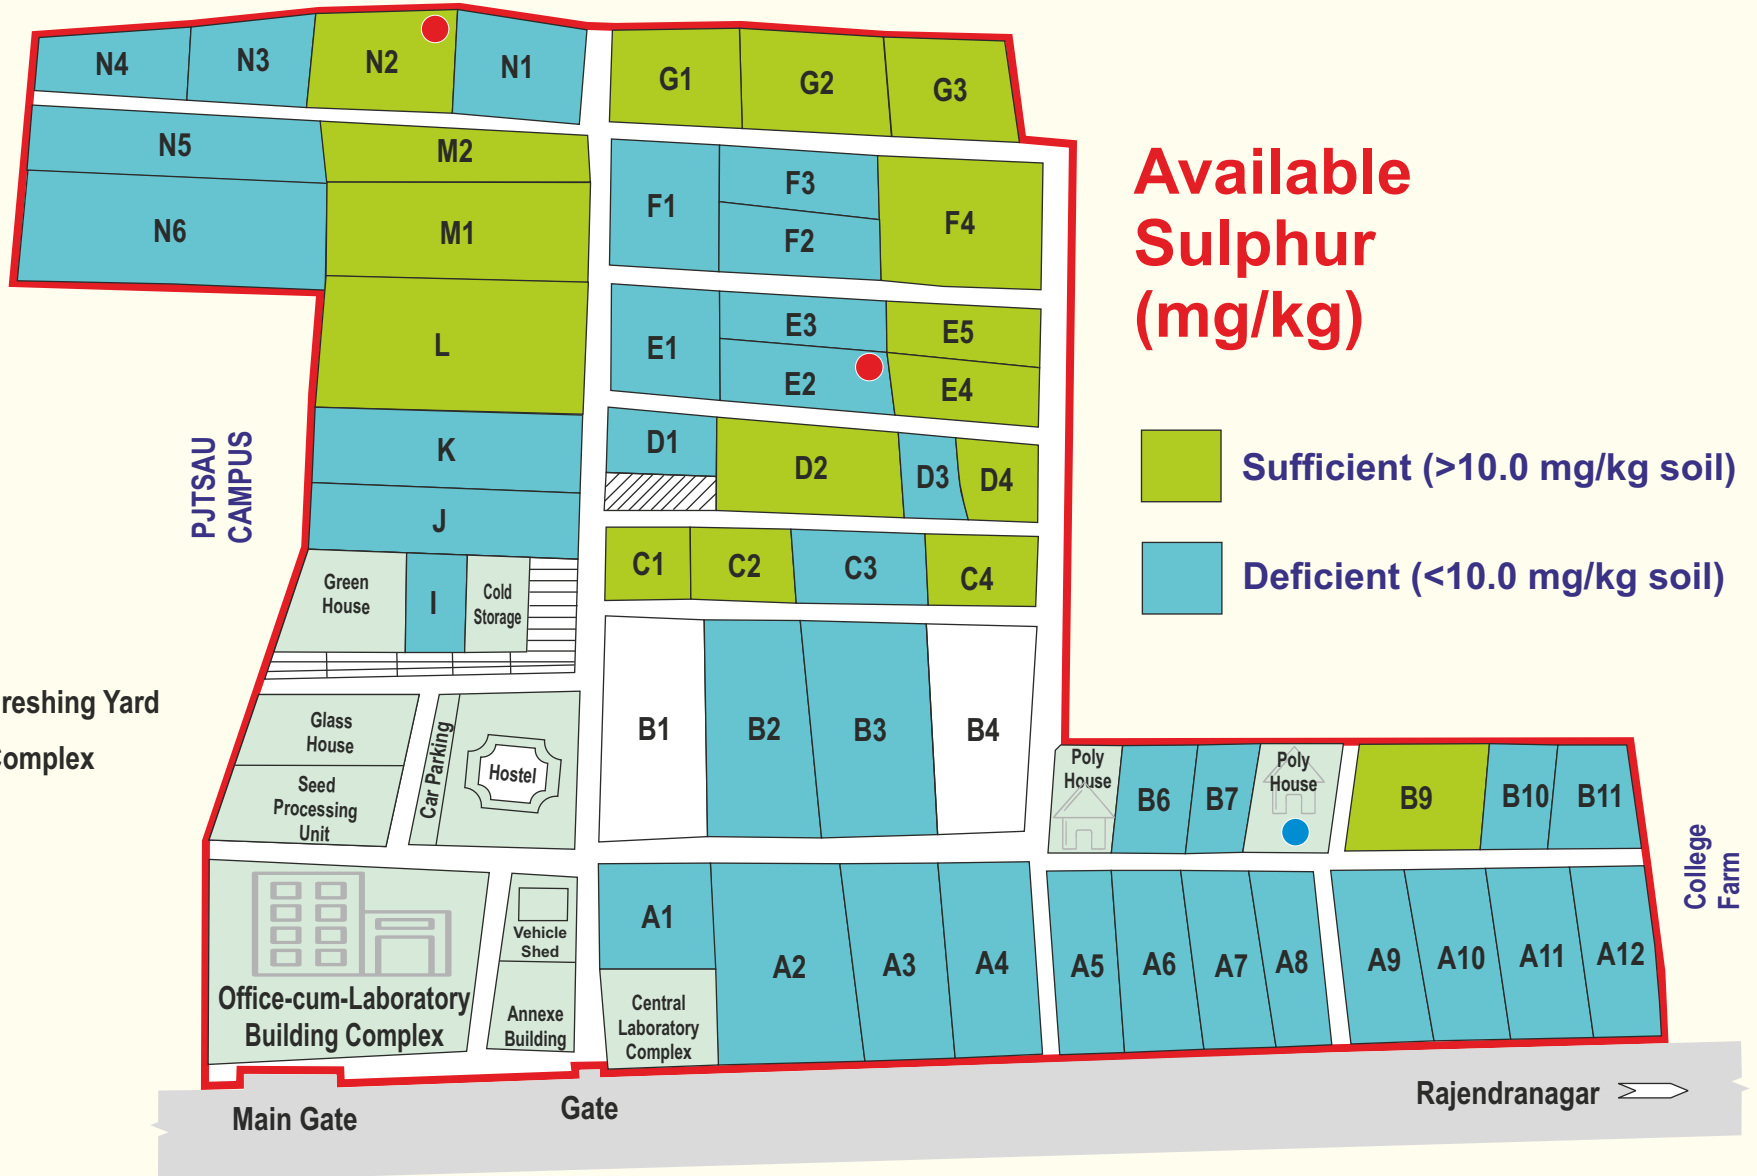 N4
N3
N2
N1
G1
G2
G3
N5
M2
N6
M1
F1
F3
F2
F4
Available
Sulphur
(mg/kg)
L
E1
E3
E2
E5
E4
PJTSAU
CAMPUS
K
D1
D2
D3
D4
Sufficient (>10.0 mg/kg soil)
J
Green
House
I
Cold
Storage
C1
C2
C3
C4
Deficient (<10.0 mg/kg soil)
reshing Yard
Complex
Glass
House
Seed
Processing
Unit
Car Parking
Hostel
B1
B2
B3
B4
Poly
House
B6
B7
Poly
House
B9
B10
B11
College
Farm
Office-cum-Laboratory
Building Complex
Vehicle
Shed
Annexe
Building
A1
Central
Laboratory
Complex
A2
A3
A4
A5
A6
A7
A8
A9
A10
A11
A12
Main Gate
Gate
Rajendranagar